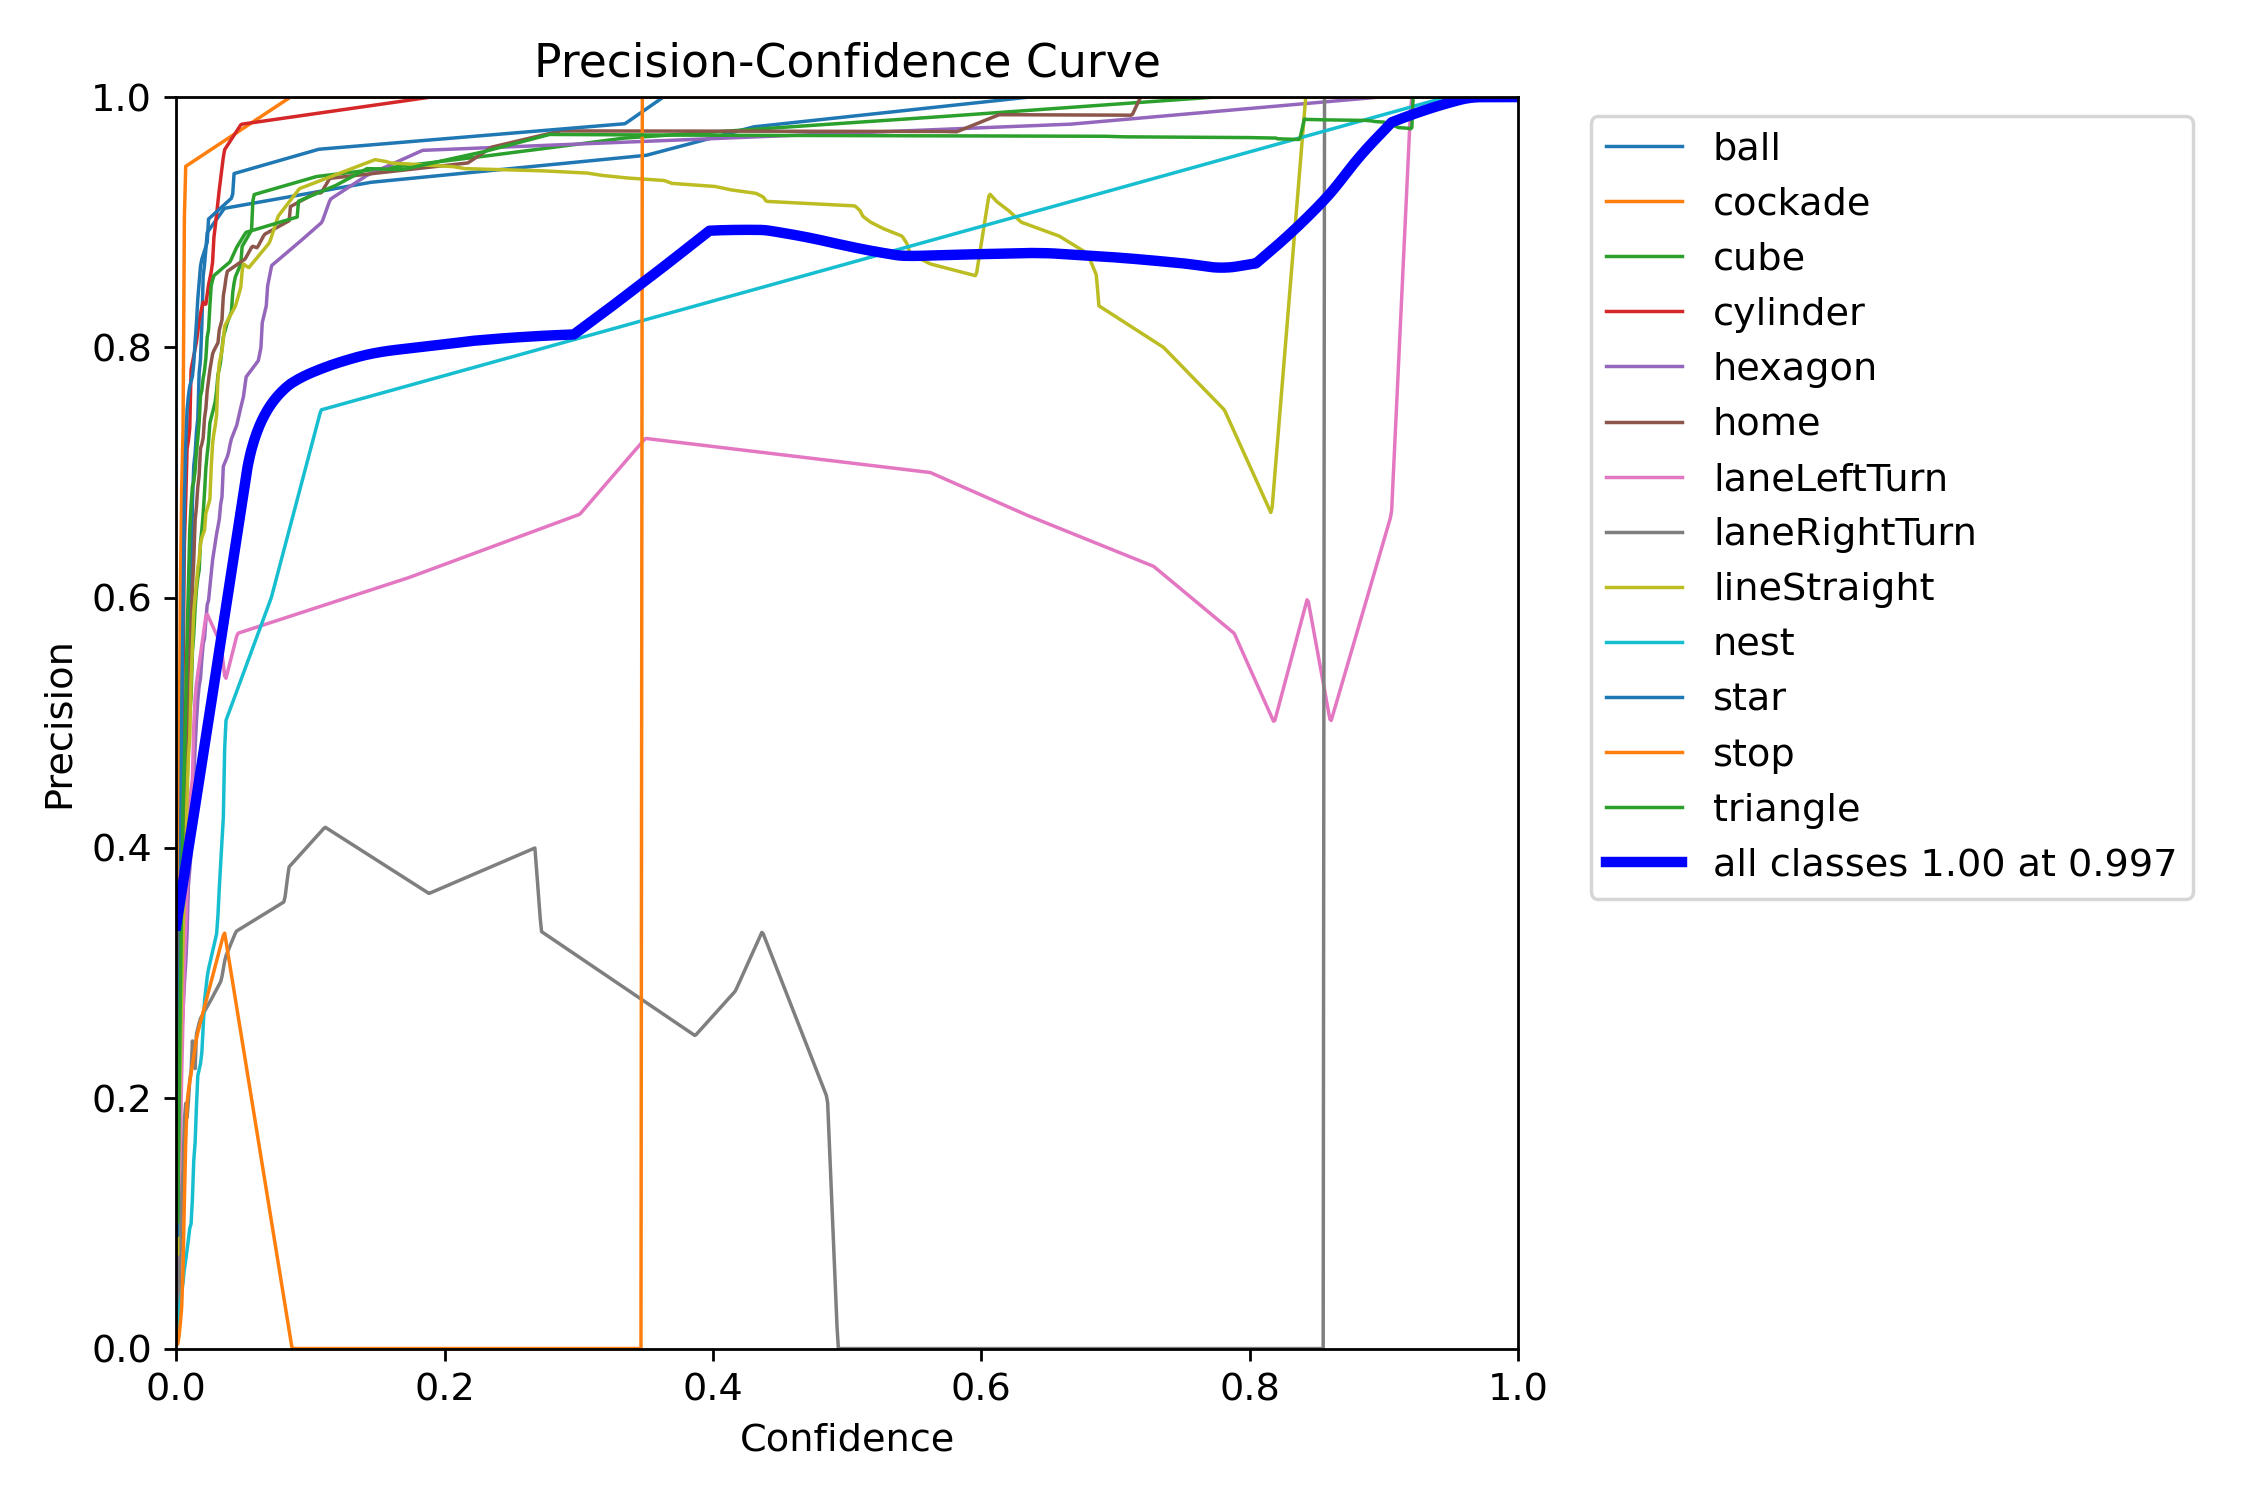 Precision-Confidence Curve
1.0
0.8
0.6
0.4
0.2
0.0
Precision
0.0 0.2 0.4 0.6 0.8 1.0
Confidence
ball
cockade
cube
cylinder
hexagon
home
laneLeftTurn
laneRightTurn
lineStraight
nest
star
stop
triangle
all classes 1.00 at 0.997